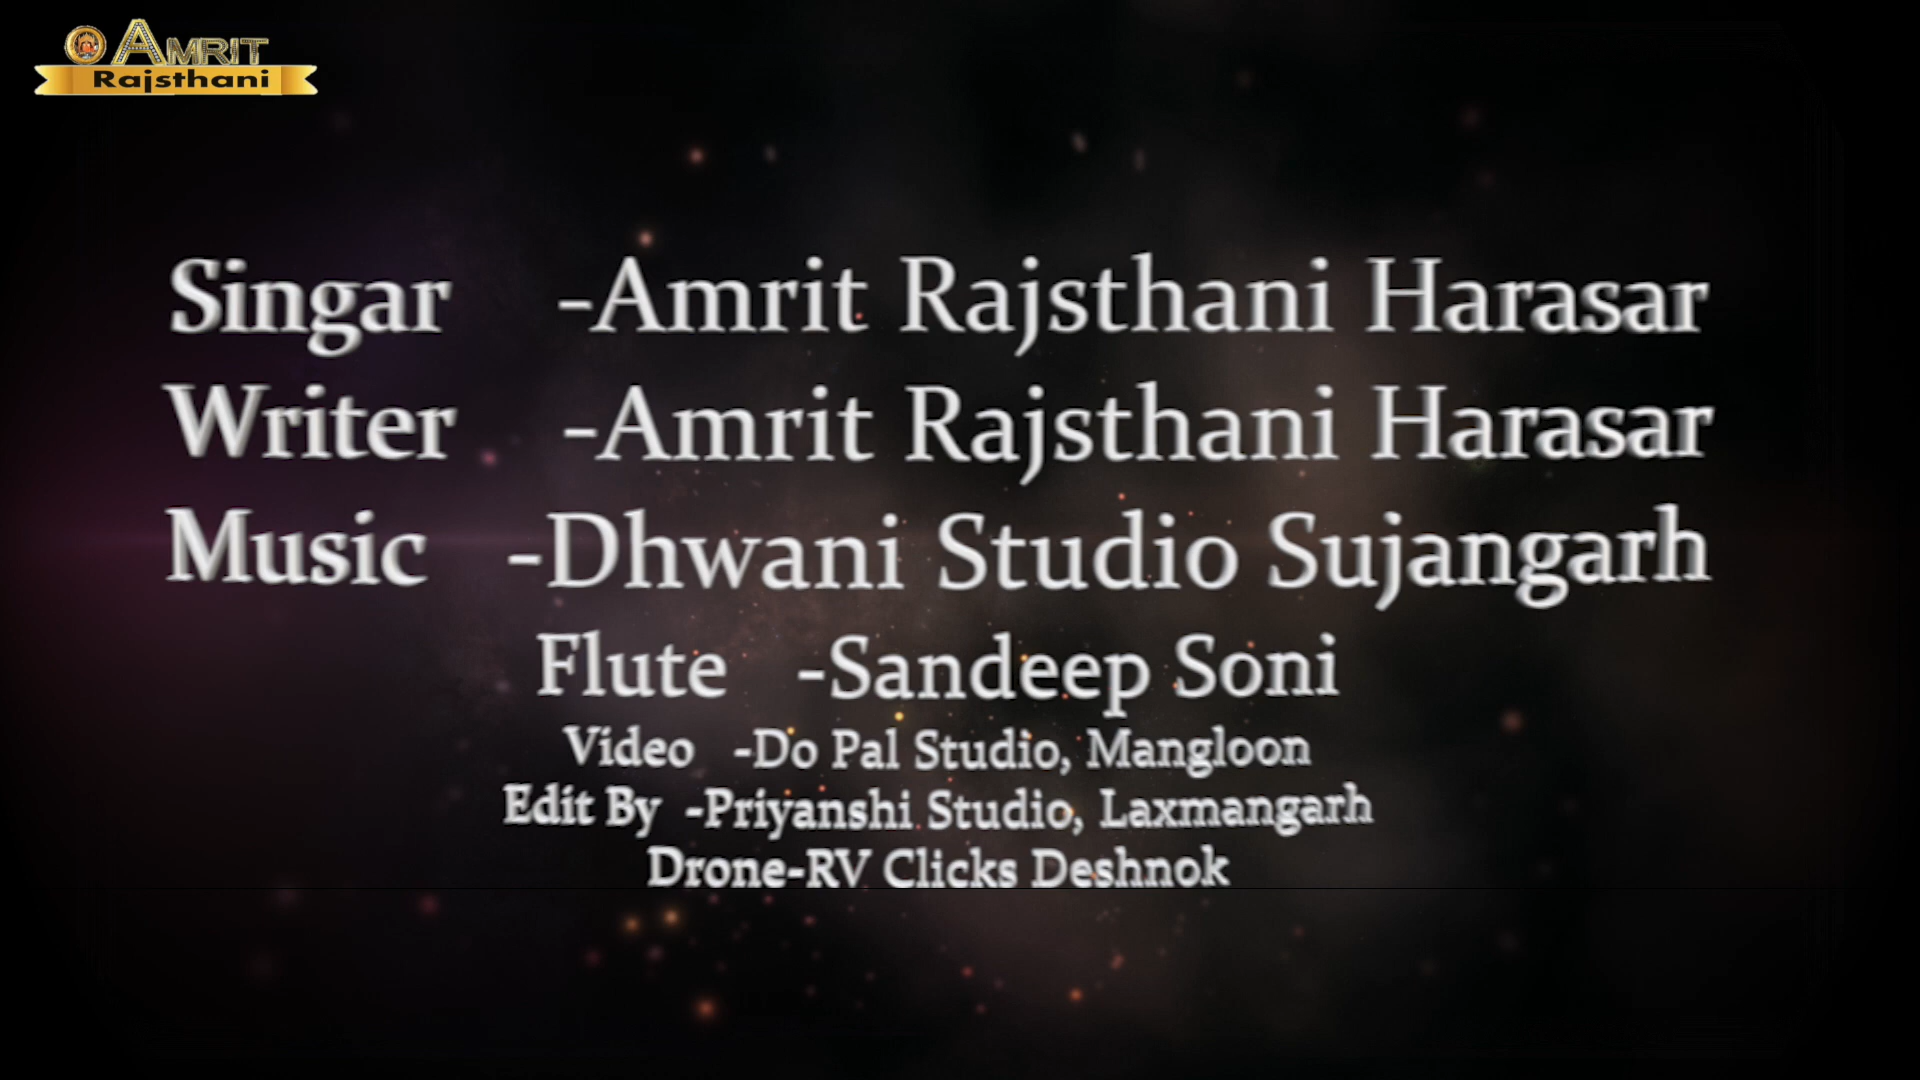 AMRIT
Rajsthani
Singar -Amrit Rajsthani Harasar
Writer -Amrit Rajsthani Harasar
Music -Dhwani Studio Sujangarh
Flute -Sandeep Soni
Video -Do Pal Studio, Mangloon
Edit By -Priyanshi Studio, Laxmangarh
Drone-RV Clicks Deshnok